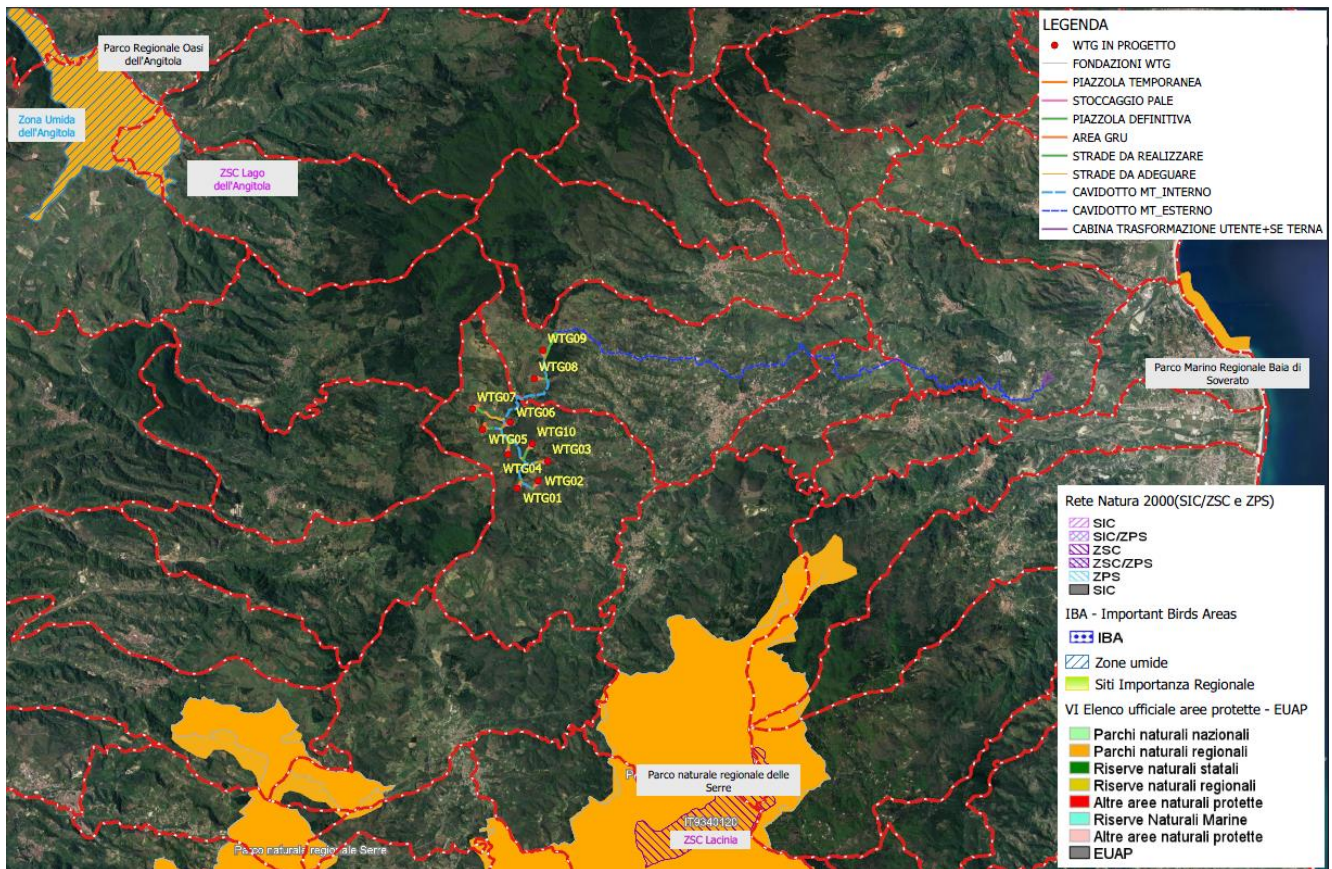 Parco Regionale Oasi
dell'Angitola
Zona Umida
dell'Angitola
ZSC Lago
dell'Angitola
LEGENDA
WTG IN PROGETTO
FONDAZIONI WTG
PIAZZOLA TEMPORANEA
STOCCAGGIO PALE
PIAZZOLA DEFINITIVA
AREA GRU
STRADE DA REALIZZARE
STRADE DA ADEGUARE
CAVIDOTTO MT_INTERNO
CAVIDOTTO MT_ESTERNO
CABINA TRASFORMAZIONE UTENTE+SE TERNA
WTG09
WTG08
WTG07
WTG06
WTG05
WTG10
WTG03
WTG04
WTG02
WTG01
Parco Marino Regionale Baia di
Soverato
Rete Natura 2000(SIC/ZSC e ZPS)
SIC
SIC/ZPS
ZSC
ZSC/ZPS
ZPS
SIC
IBA - Important Birds Areas
IBA
Zone umide
Siti Importanza Regionale
VI Elenco ufficiale aree protette - EUAP
Parchi naturali nazionali
Parchi naturali regionali
Riserve naturali statali
Riserve naturali regionali
Altre aree naturali protette
Riserve Naturali Marine
Altre aree naturali protette
EUAP
Parco naturale regionale delle
Serre
IT9340120
ZSC Lacinia
Parco naturale regionale Serre